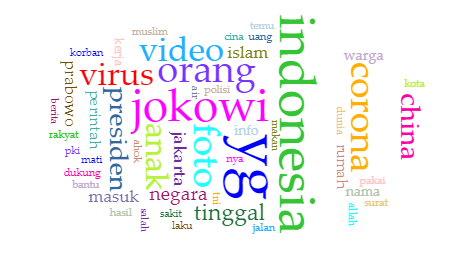 muslim
temu
cina
uang
korban
kerja
video
islam
warga
virus
orang
indonesia
kota
prabowo
air
polisi
corona
china
berita
perintah
presiden
jokowi
dunia
rakyat
anak
foto
info
makan
pki
ahok
jakarta
yg
mati
nya
rumah
dukung
bantu
masuk
negara
tni
pakai
nama
hasil
salah
sakit
tinggal
allah
surat
laku
jalan